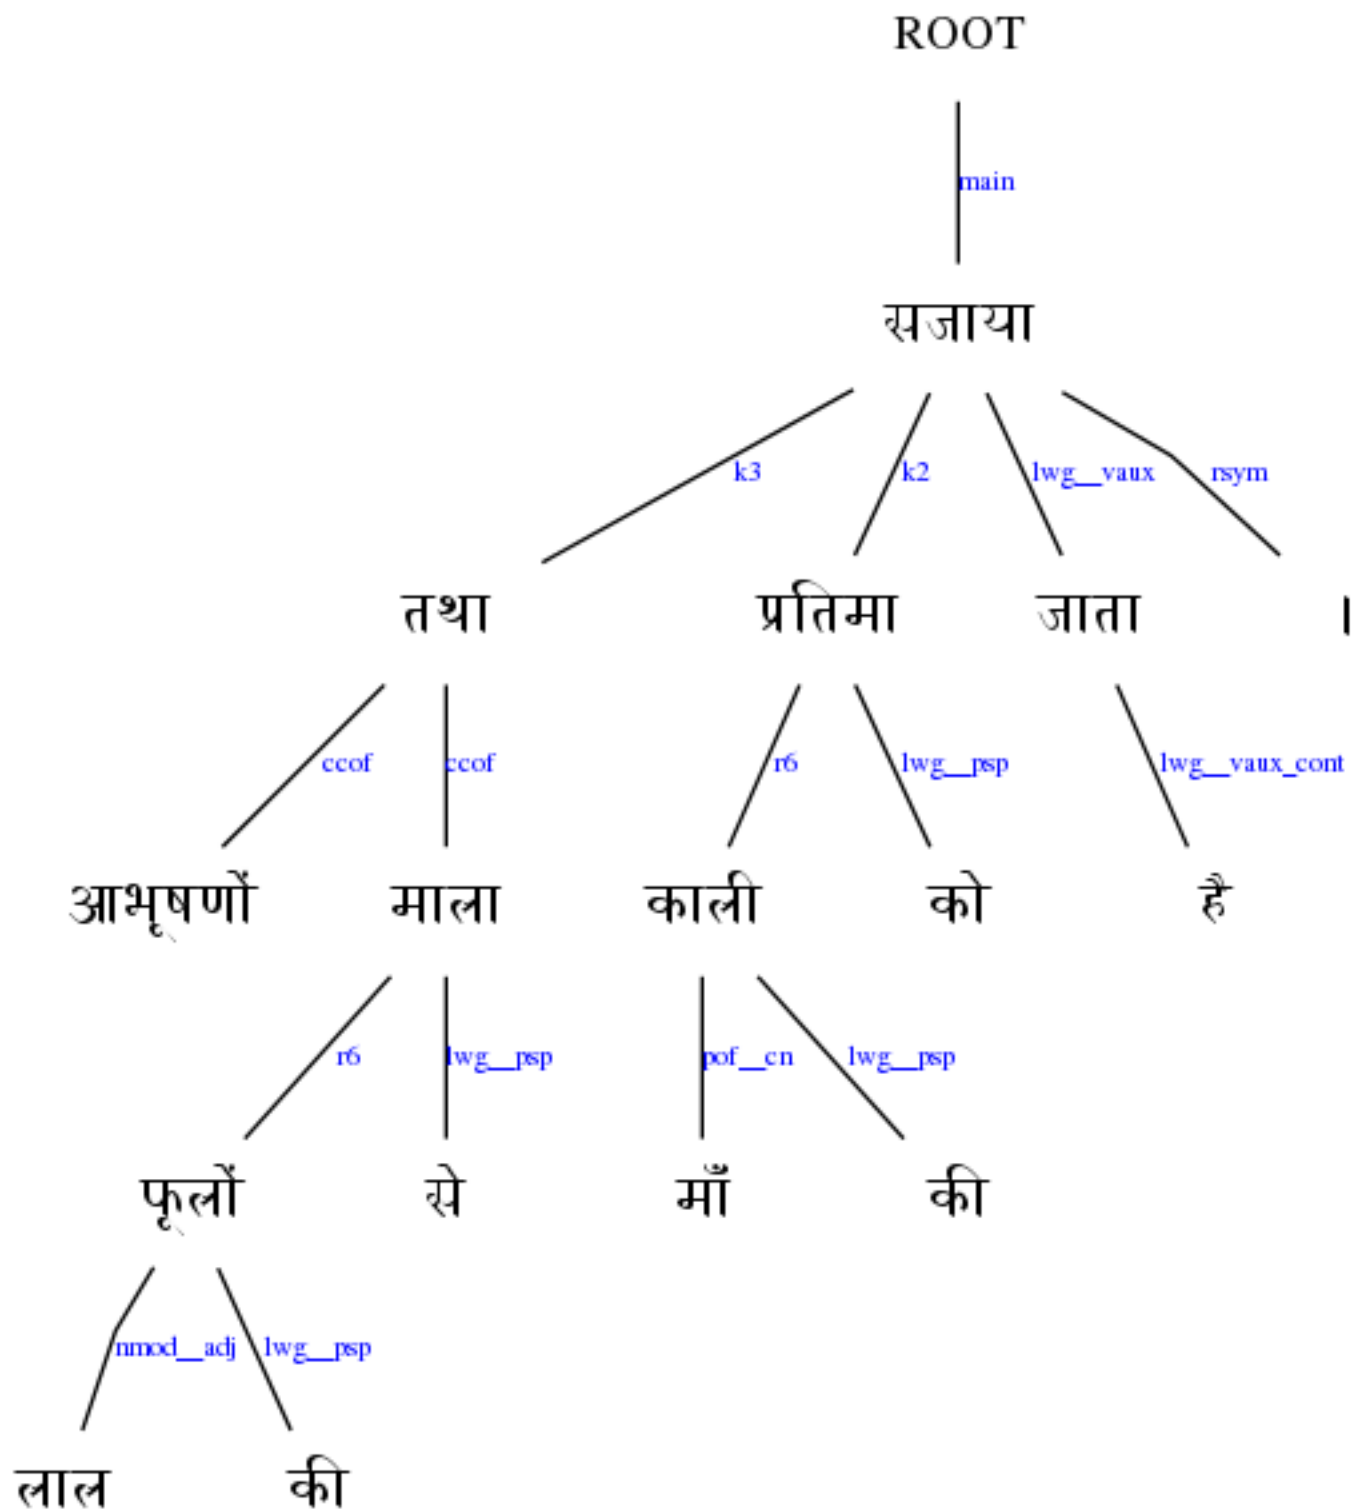 ROOT
main
सजाया
k3 k2 lwg__vaux rsym
तथा प्रतिमा जाता ।
ccof ccof r6 lwg__psp lwg__vaux_cont
आभूषणों माला काली को है
r6 lwg__psp pof__cn lwg__psp
फूलों से माँ की
nmod__adj lwg__psp
लाल की